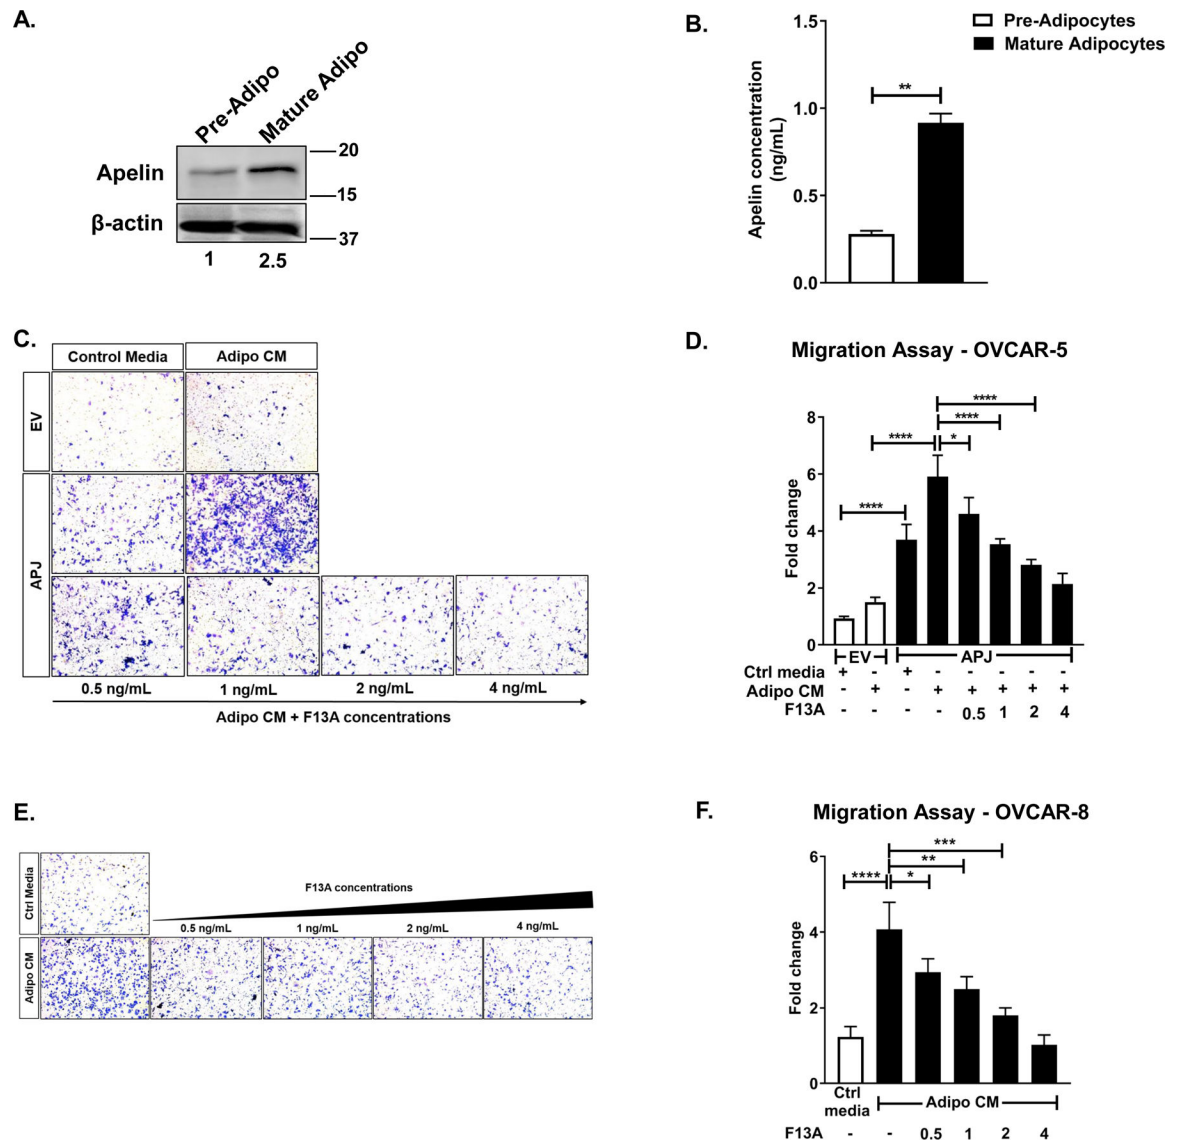 A.
Pre-Adipo
Mature Adipo
Apelin
20
15
β-actin
37
1 2.5
B.
Pre-Adipocytes
Mature Adipocytes
Apelin concentration
(ng/mL)
1.5
1.0
0.5
0.0
**
C.
Control Media Adipo CM
EV
APJ
0.5 ng/mL 1 ng/mL 2 ng/mL 4 ng/mL
Adipo CM + F13A concentrations
D.
Migration Assay - OVCAR-5
Fold change
8
6
4
2
0
****
****
**** *
****
EV APJ
Ctrl media + - + - - - - -
Adipo CM - + - + + + + +
F13A - - - - 0.5 1 2 4
E.
Ctrl Media
F13A concentrations
0.5 ng/mL 1 ng/mL 2 ng/mL 4 ng/mL
Adipo CM
F.
Migration Assay - OVCAR-8
Fold change
6
4
2
0
***
**
**** *
Ctrl
media
Adipo CM
F13A - - 0.5 1 2 4